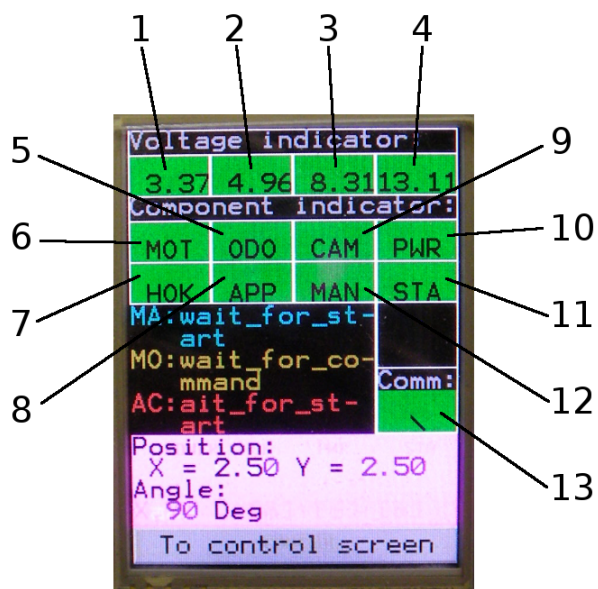 1 2 3 4
Voltage indicator:
3.37 4.96 8.31 13.11
5 9
Component indicator:
6 MOT ODO CAM PWR 10
7 HOK APP MAN STA 11
MA:wait_for_st-
art
MO:wait_for_co-
mmand
Comm:
8 12
AC:ait_for_st-
art
13
Position:
X = 2.50 Y = 2.50
Angle:
90 Deg
To control screen